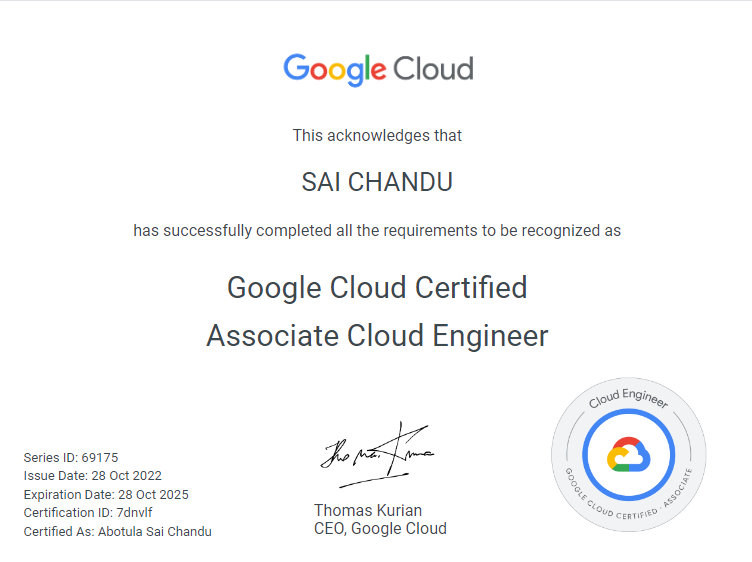 Google Cloud
This acknowledges that
SAI CHANDU
has successfully completed all the requirements to be recognized as
Google Cloud Certified
Associate Cloud Engineer
Series ID: 69175
Issue Date: 28 Oct 2022
Expiration Date: 28 Oct 2025
Certification ID: 7dnvlf
Certified As: Abotula Sai Chandu
Thomas Kurian
CEO, Google Cloud
Cloud Engineer
GOOGLE CLOUD CERTIFIED · ASSOCIATE